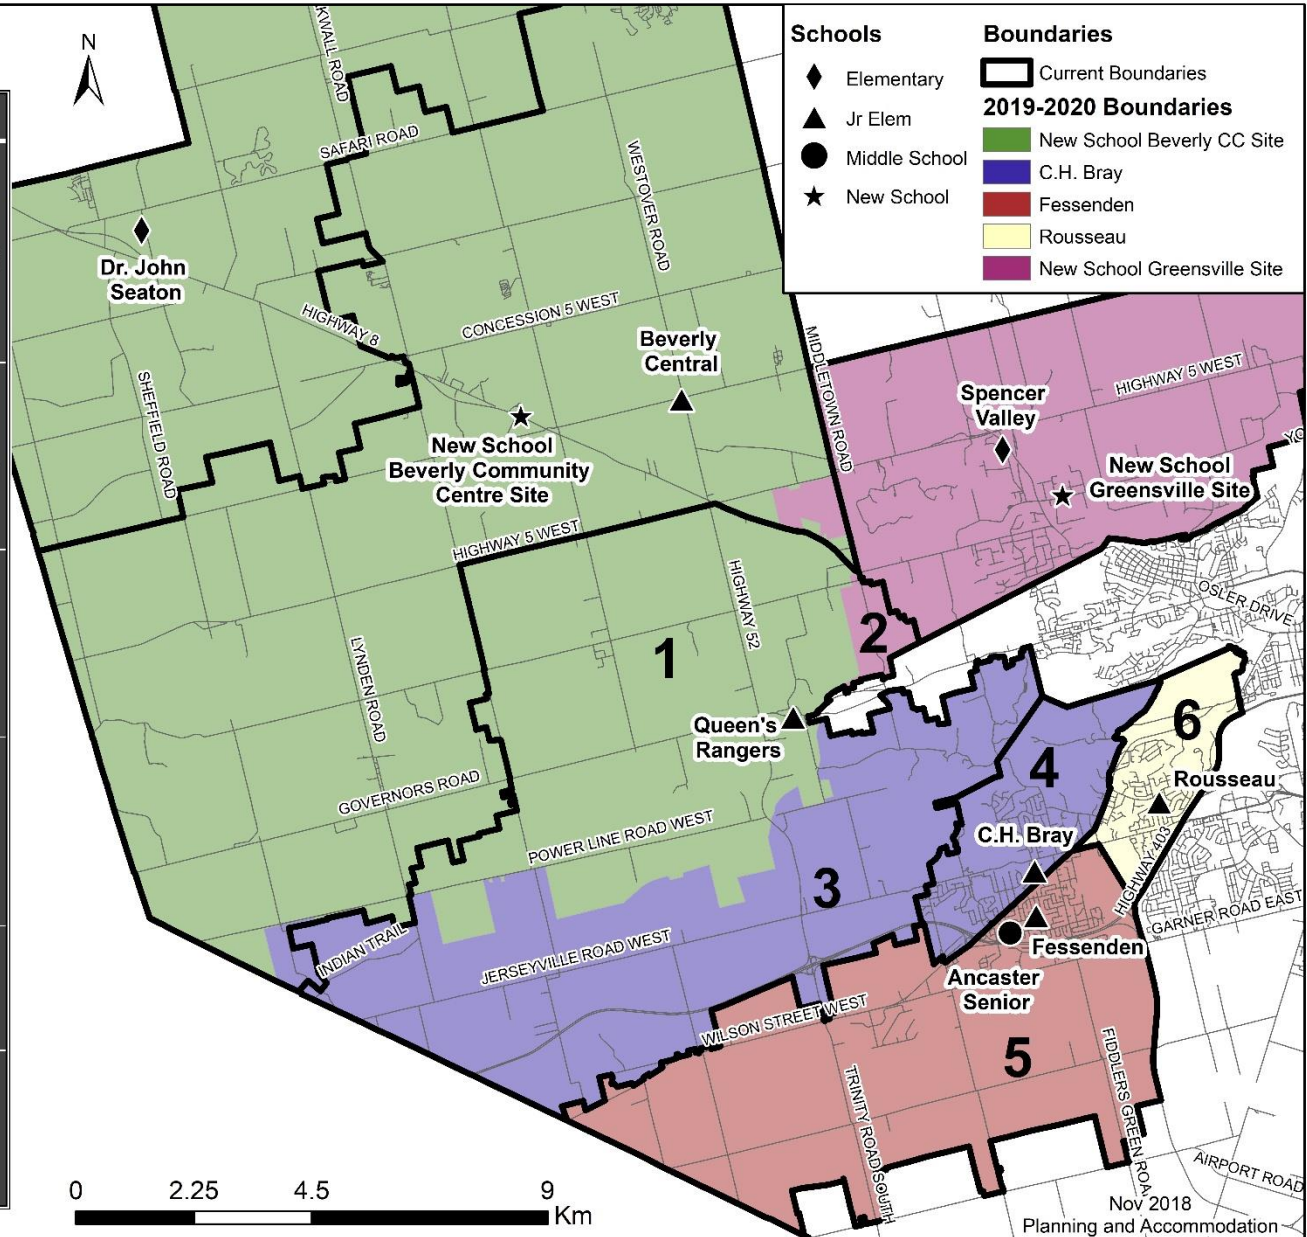 N
Schools
Elementary
Jr Elem
Middle School
New School
Boundaries
Current Boundaries
2019-2020 Boundaries
New School Beverly CC Site
C.H. Bray
Fessenden
Rousseau
New School Greensville Site
KWALL ROAD
SAFARI ROAD
WESTOVER ROAD
Dr. John
Seaton
HIGHWAY 8
CONCESSION 5 WEST
Beverly
Central
MIDDLETOWN ROAD
HIGHWAY 5 WEST
Spencer
Valley
SHEFFIELD ROAD
New School
Beverly Community
Centre Site
New School
Greensville Site
YO
HIGHWAY 5 WEST
HIGHWAY 52
OSLER DRIVE
1
2
LYNDEN ROAD
Queen's
Rangers
6
4
Rousseau
GOVERNORS ROAD
POWER LINE ROAD WEST
C.H. Bray
HIGHWAY 403
3
GARNER ROAD EAST
INDIAN TRAIL
JERSEYVILLE ROAD WEST
Fessenden
Ancaster
Senior
WILSON STREET WEST
5
TRINITY ROAD SOUTH
FIDDLERS GREEN ROA
AIRPORT ROAD
0 2.25 4.5 9
Km
Nov 2018
Planning and Accommodation